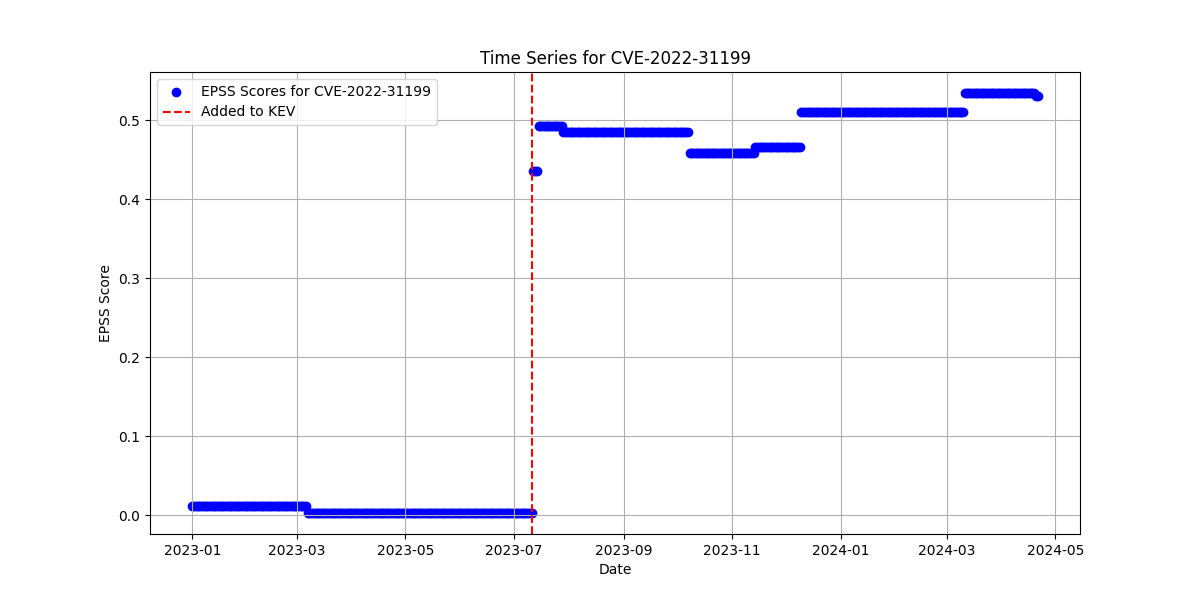 Time Series for CVE-2022-31199
EPSS Scores for CVE-2022-31199
Added to KEV
EPSS Score
0.5
0.4
0.3
0.2
0.1
0.0
2023-01 2023-03 2023-05 2023-07 2023-09 2023-11 2024-01 2024-03 2024-05
Date